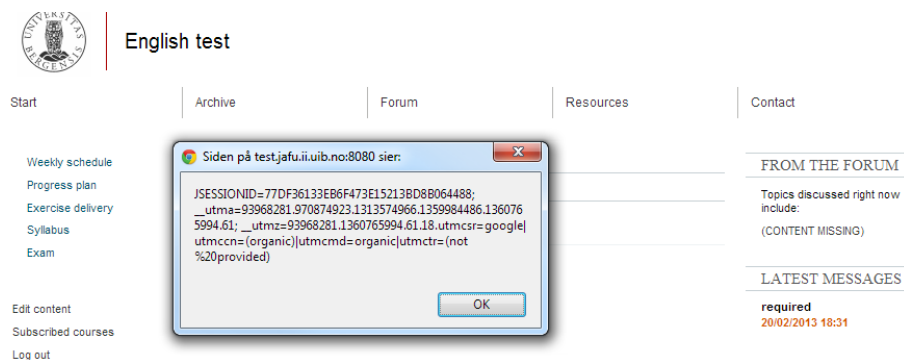 UNIVERSITAS
BERGENSIS
English test
Start
Archive
Forum
Resources
Contact
Weekly schedule
Progress plan
Exercise delivery
Syllabus
Exam
Edit content
Subscribed courses
Log out
Siden på test.jafu.ii.uib.no:8080 sier:
JSESSIONID=77DF36133EB6F473E15213BD8B064488;
__utma=93968281.970874923.1313574966.1359984486.136076
5994.61; __utmz=93968281.1360765994.61.18.utmcsr=google|
utmccn=(organic)|utmcmd=organic|utmctr=(not
%20provided)
OK
FROM THE FORUM
Topics discussed right now
include:
(CONTENT MISSING)
LATEST MESSAGES
required
20/02/2013 18:31